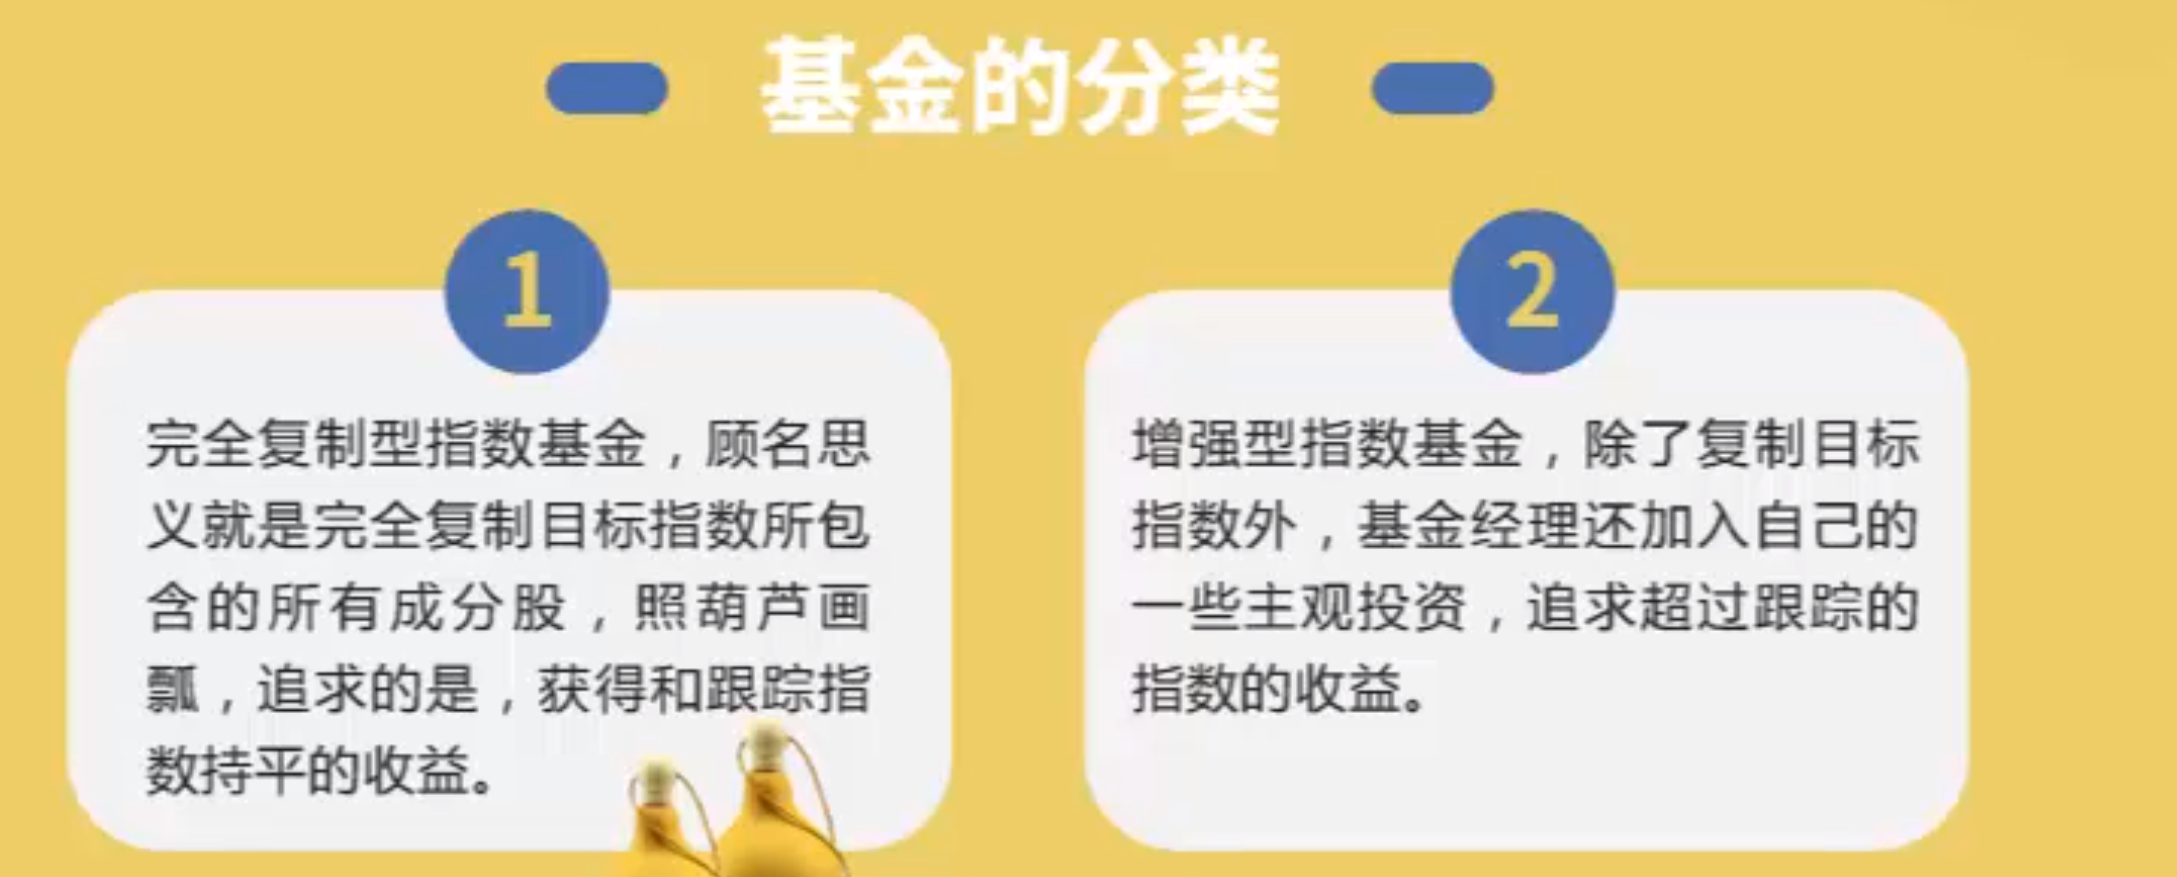 基金的分类
1
完全复制型指数基金，顾名思
义就是完全复制目标指数所包
含的所有成分股，照葫芦画
瓢，追求的是，获得和跟踪指
数持平的收益。
2
增强型指数基金，除了复制目标
指数外，基金经理还加入自己的
一些主观投资，追求超过跟踪的
指数的收益。